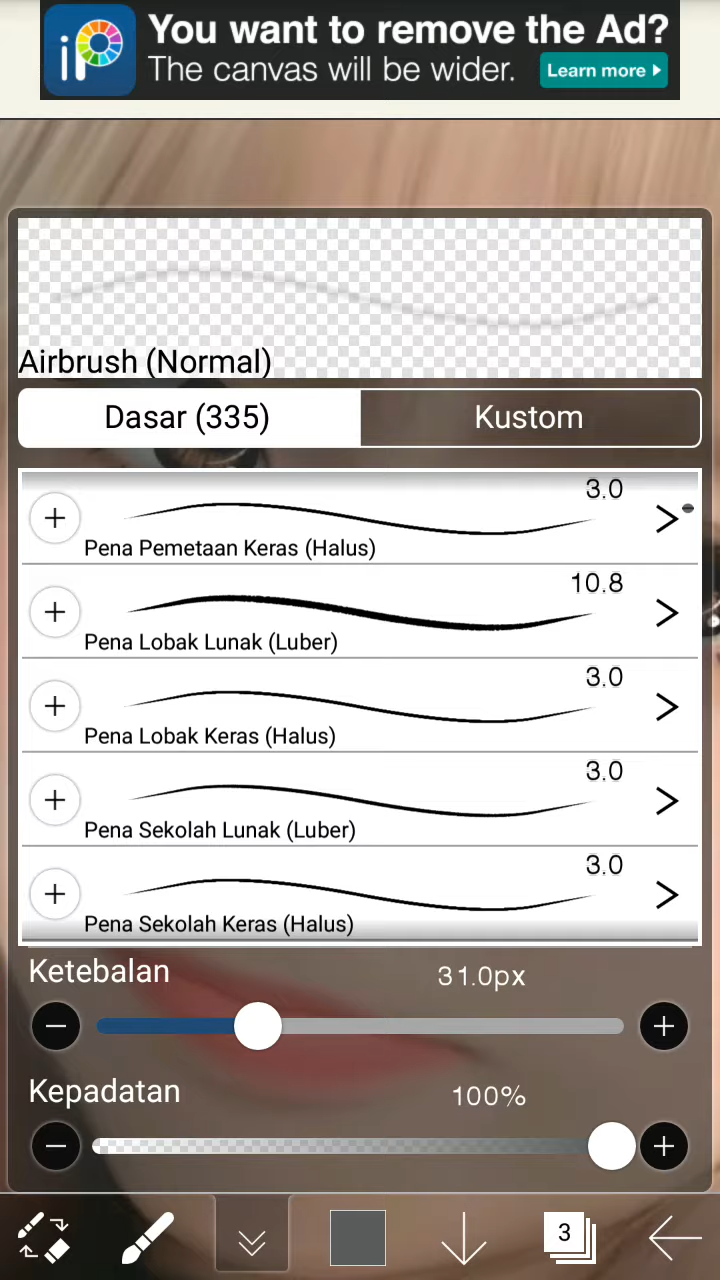 iP
You want to remove the Ad?
The canvas will be wider.
Learn more
Airbrush (Normal)
Dasar (335)
Kustom
3.0
Pena Pemetaan Keras (Halus)
10.8
Pena Lobak Lunak (Luber)
3.0
Pena Lobak Keras (Halus)
3.0
Pena Sekolah Lunak (Luber)
3.0
Pena Sekolah Keras (Halus)
Ketebalan
31.0px
Kepadatan
100%
3